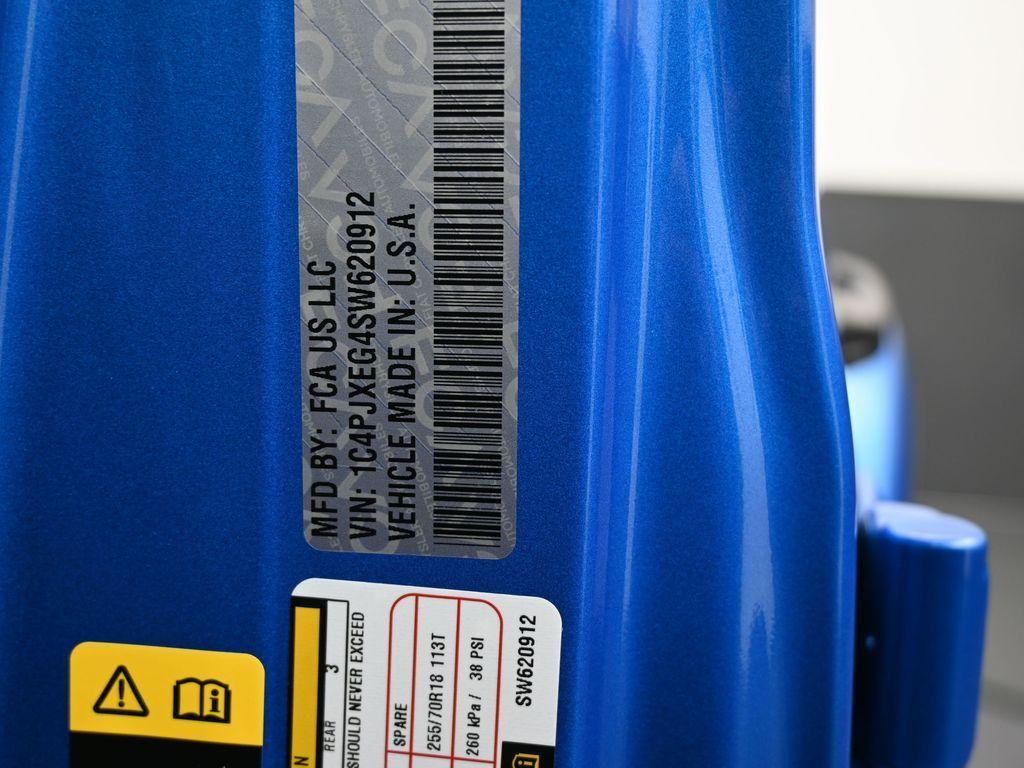 MFD BY: FCA US LLC
VIN: 1C4PJXEG4SW620912
VEHICLE MADE IN: U.S.A.
N
REAR 3
SHOULD NEVER EXCEED
SPARE
255/70R18 113T
260 kPa / 38 PSI
SW620912